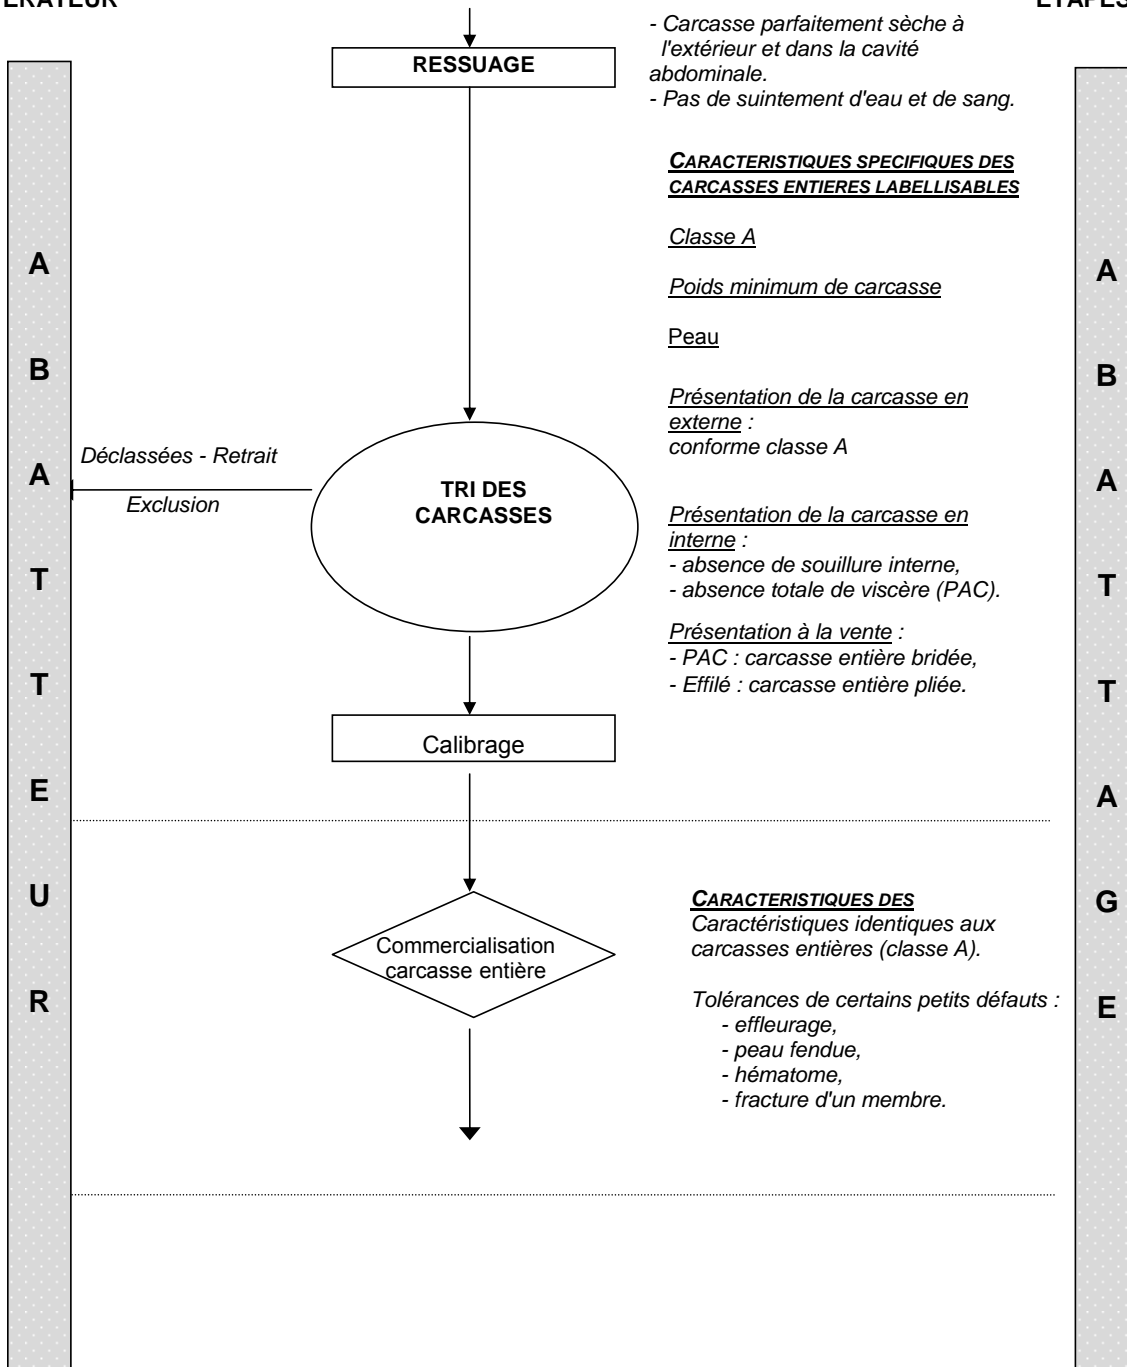 - Carcasse parfaitement sèche à
l'extérieur et dans la cavité
abdominale.
- Pas de suintement d'eau et de sang.
RESSUAGE
CARACTERISTIQUES SPECIFIQUES DES
CARCASSES ENTIERES LABELLISABLES
Classe A
Poids minimum de carcasse
Peau
Présentation de la carcasse en
externe :
conforme classe A
Déclassées - Retrait
Exclusion
TRI DES
CARCASSES
Présentation de la carcasse en
interne :
- absence de souillure interne,
- absence totale de viscère (PAC).
Présentation à la vente :
- PAC : carcasse entière bridée,
- Effilé : carcasse entière pliée.
Calibrage
Commercialisation
carcasse entière
CARACTERISTIQUES DES
Caractéristiques identiques aux
carcasses entières (classe A).
Tolérances de certains petits défauts :
- effleurage,
- peau fendue,
- hématome,
- fracture d'un membre.
A
B
A
T
T
E
U
R
A
B
A
T
T
A
G
E